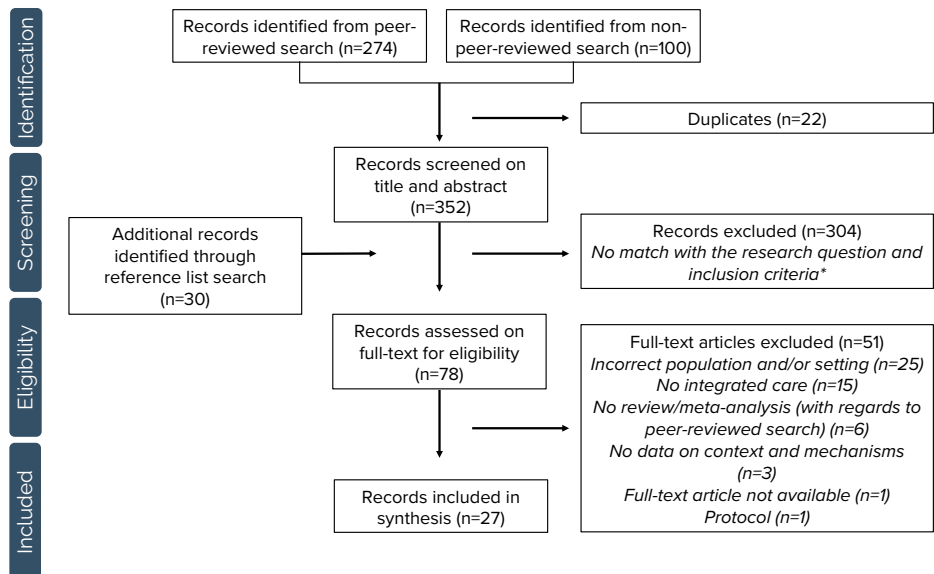 Identification
Records identified from peer-
reviewed search (n=274)
Records identified from non-
peer-reviewed search (n=100)
Duplicates (n=22)
Screening
Records screened on
title and abstract
(n=352)
Additional records
identified through
reference list search
(n=30)
Records excluded (n=304)
No match with the research question and
inclusion criteria*
Eligibility
Records assessed on
full-text for eligibility
(n=78)
Full-text articles excluded (n=51)
Incorrect population and/or setting (n=25)
No integrated care (n=15)
No review/meta-analysis (with regards to
peer-reviewed search) (n=6)
No data on context and mechanisms
(n=3)
Full-text article not available (n=1)
Protocol (n=1)
Included
Records included in
synthesis (n=27)